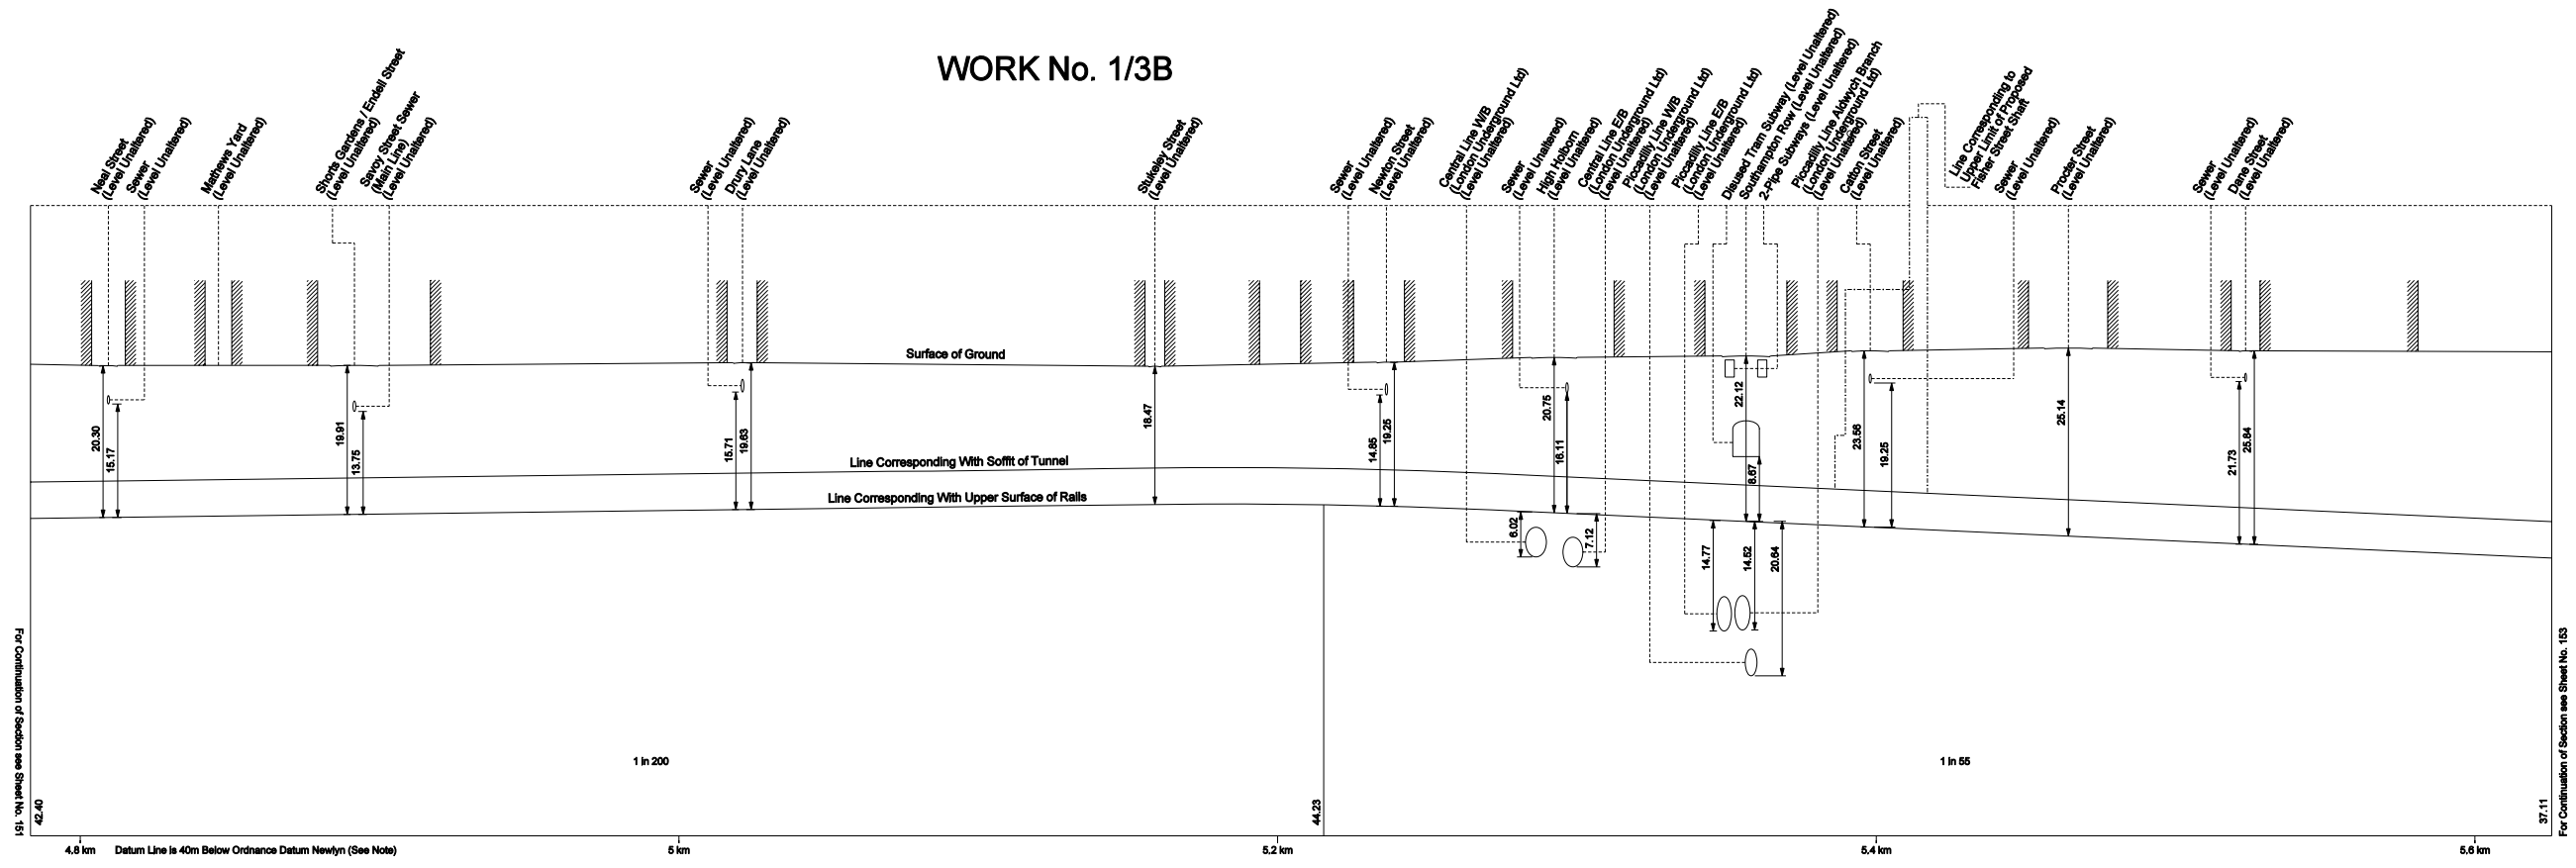 WORK No. 1/3B
Neal Street
(Level Unaltered)
Sewer
(Level Unaltered)
Mathews Yard
(Level Unaltered)
Shorts Gardens / Endell Street
(Level Unaltered)
Savoy Street Sewer
(Main Line)
(Level Unaltered)
Sewer
(Level Unaltered)
Drury Lane
(Level Unaltered)
Stukeley Street
(Level Unaltered)
Sewer
(Level Unaltered)
Newton Street
(Level Unaltered)
Central Line W/B
(London Underground Ltd)
(Level Unaltered)
Sewer
(Level Unaltered)
High Holborn
(Level Unaltered)
Central Line E/B
(London Underground Ltd)
(Level Unaltered)
Piccadilly Line W/B
(London Underground Ltd)
(Level Unaltered)
Piccadilly Line E/B
(London Underground Ltd)
(Level Unaltered)
Disused Tram Subway (Level Unaltered)
Southampton Row (Level Unaltered)
2-Pipe Subways (Level Unaltered)
Piccadilly Line Aldwych Branch
(London Underground Ltd)
(Level Unaltered)
Catton Street
(Level Unaltered)
Line Corresponding to
Upper Limit of Proposed
Fisher Street Shaft
Sewer
(Level Unaltered)
Procter Street
(Level Unaltered)
Sewer
(Level Unaltered)
Dane Street
(Level Unaltered)
Surface of Ground
Line Corresponding With Soffit of Tunnel
Line Corresponding With Upper Surface of Rails
20.30
15.17
19.91
13.75
15.71
19.63
18.47
14.85
19.25
6.02
20.75
16.11
7.12
14.77
22.12
8.67
14.52
20.64
23.56
19.25
25.14
21.73
25.84
1 in 200
1 in 55
For Continuation of Section see Sheet No. 151
42.40
44.23
37.11
For Continuation of Section see Sheet No. 153
4.8 km
Datum Line is 40m Below Ordnance Datum Newlyn (See Note)
5 km
5.2 km
5.4 km
5.6 km